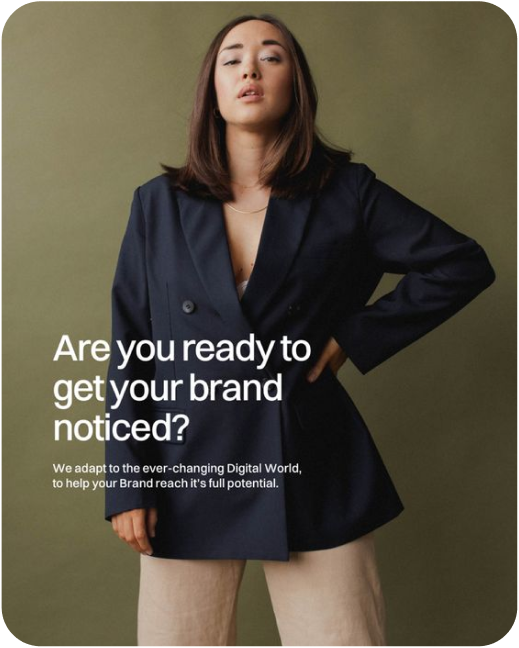 Are you ready to
get your brand
noticed?
We adapt to the ever-changing Digital World,
to help your Brand reach it's full potential.